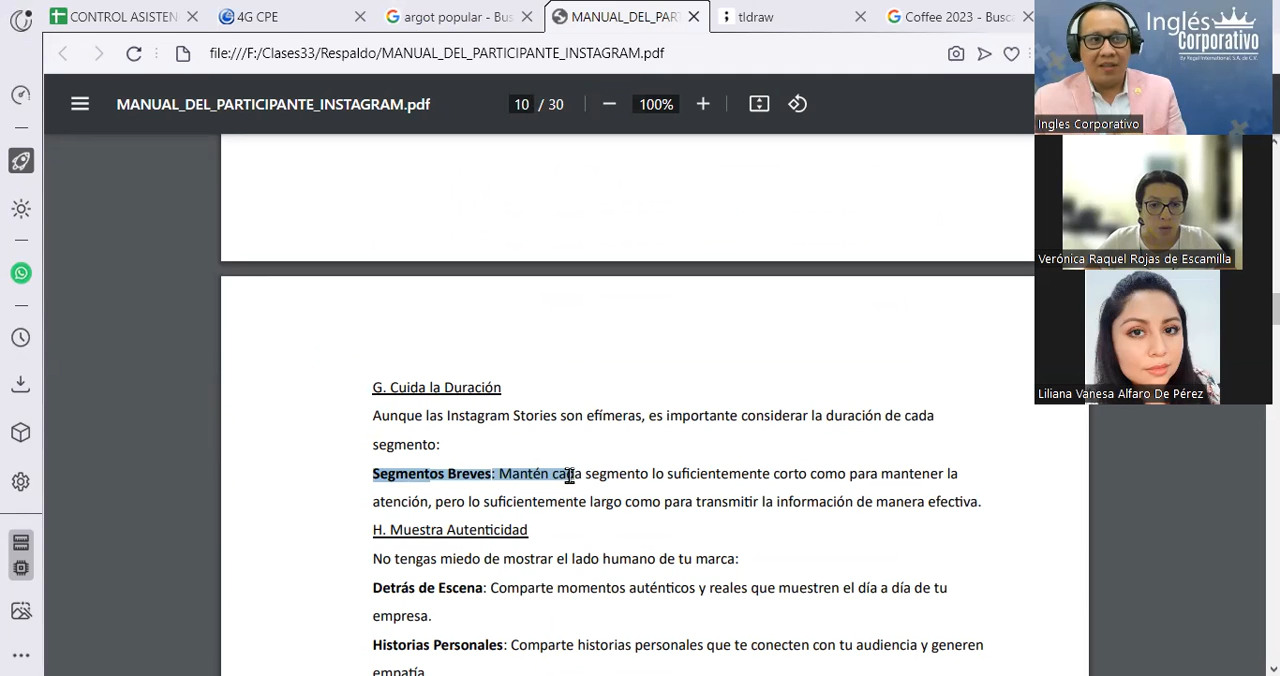 CONTROL ASISTEN
4G CPE
argot popular - Bus
MANUAL_DEL_PAR
tldraw
Coffee 2023 - Busc
file:///F:/Clases33/Respaldo/MANUAL_DEL_PARTICIPANTE_INSTAGRAM.pdf
MANUAL_DEL_PARTICIPANTE_INSTAGRAM.pdf
10 / 30
100%
G. Cuida la Duración
Aunque las Instagram Stories son efímeras, es importante considerar la duración de cada
segmento:
Segmentos Breves: Mantén cada segmento lo suficientemente corto como para mantener la
atención, pero lo suficientemente largo como para transmitir la información de manera efectiva.
H. Muestra Autenticidad
No tengas miedo de mostrar el lado humano de tu marca:
Detrás de Escena: Comparte momentos auténticos y reales que muestren el día a día de tu
empresa.
Historias Personales: Comparte historias personales que te conecten con tu audiencia y generen
empatía.
Inglés
Corporativo
By Regal International, S.A. de C.V.
Ingles Corporativo
Verónica Raquel Rojas de Escamilla
Liliana Vanesa Alfaro De Pérez